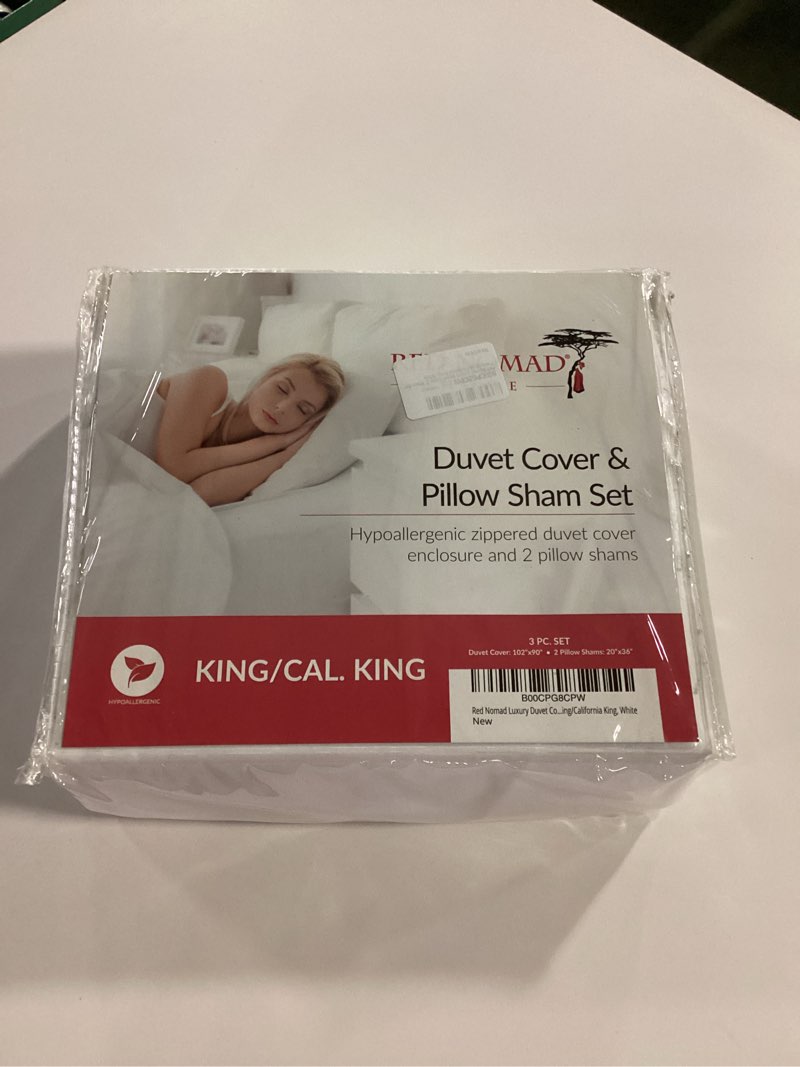 MAD®
E
Duvet Cover &
Pillow Sham Set
Hypoallergenic zippered duvet cover
enclosure and 2 pillow shams
HYPOALLERGENIC
KING/CAL. KING
3 PC. SET
Duvet Cover: 102"x90" • 2 Pillow Shams: 20"x36"
B00CPG8CPW
Red Nomad Luxury Duvet Co...ing/California King, White
New